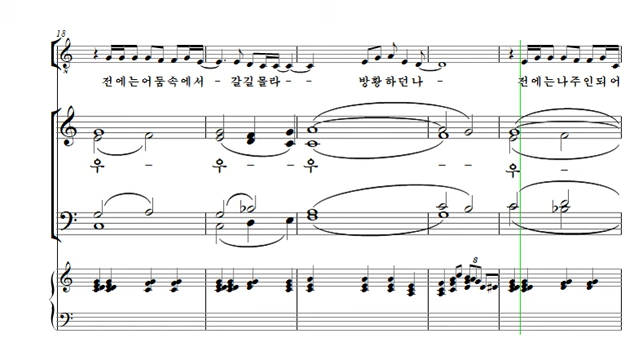 18
전에는어둠속에서 - 갈길몰라 - - 방황하던나 - 전에는나주인되어
우 - - 우 - 우 - - - 우 -
8